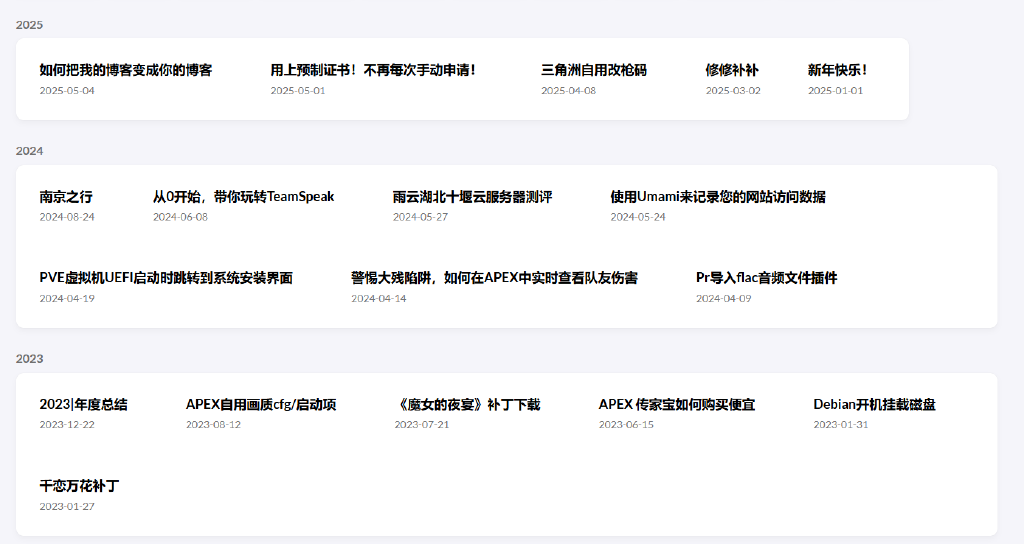 2025
如何把我的博客变成你的博客 用上预制证书！不再每次手动申请！ 三角洲自用改枪码 修修补补 新年快乐！
2025-05-04 2025-05-01 2025-04-08 2025-03-02 2025-01-01
2024
南京之行 从0开始，带你玩转TeamSpeak 雨云湖北十堰云服务器测评 使用Umami来记录您的网站访问数据
2024-08-24 2024-06-08 2024-05-27 2024-05-24
PVE虚拟机UEFI启动时跳转到系统安装界面 警惕大残陷阱，如何在APEX中实时查看队友伤害 Pr导入flac音频文件插件
2024-04-19 2024-04-14 2024-04-09
2023
2023|年度总结 APEX自用画质cfg/启动项 《魔女的夜宴》补丁下载 APEX 传家宝如何购买便宜 Debian开机挂载磁盘
2023-12-22 2023-08-12 2023-07-21 2023-06-15 2023-01-31
千恋万花补丁
2023-01-27